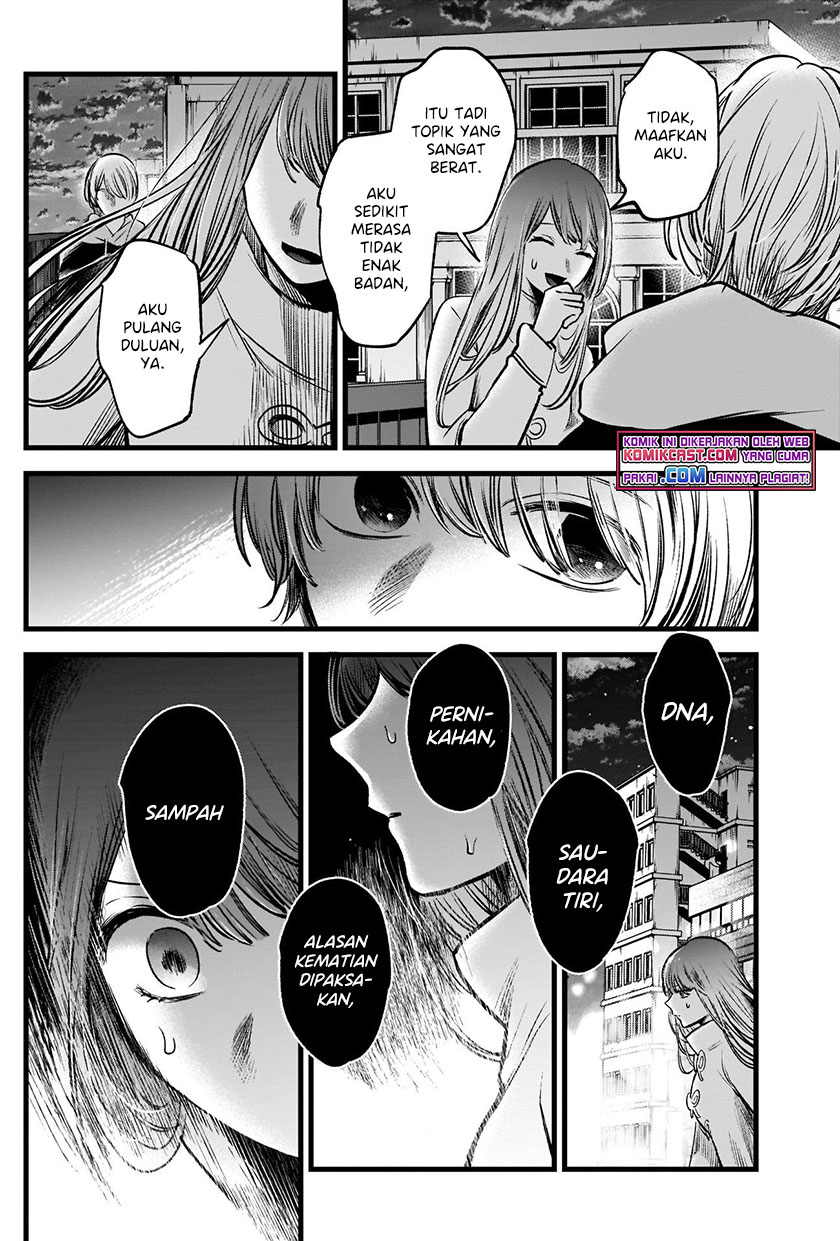 TIDAK,
MAAFKAN
AKU.
ITU TADI
TOPIK YANG
SANGAT
BERAT.
AKU
SEDIKIT
MERASA
TIDAK
ENAK
BADAN,
AKU
PULANG
DULUAN,
YA.
KOMIK INI DIKERJAKAN OLEH WEB
KOMIKCAST.COM YANG CUMA
PAKAI .COM LAINNYA PLAGIAT!
DNA,
SAU-
DARA
TIRI,
PERNI-
KAHAN,
ALASAN
KEMATIAN
DIPAKSA-
KAN,
SAMPAH